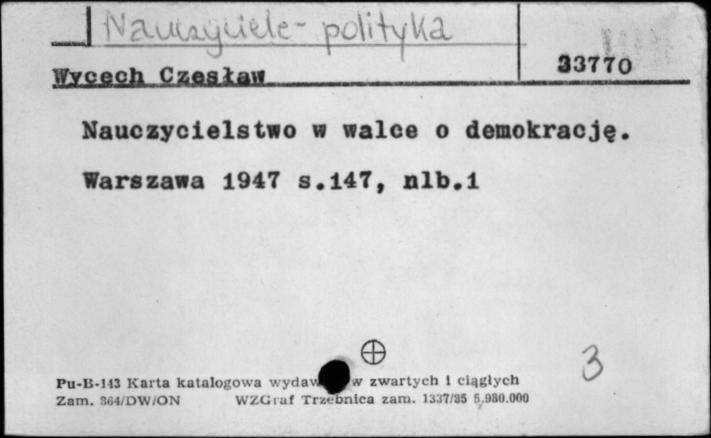 Nauczyciele - polityka
33770
Wycech Czesław
Nauczycielstwo w walce o demokrację.
Warszawa 1947 s.147, nlb.1
3
Pu-B-143 Karta katalogowa wydaw w zwartych i ciągłych
Zam. 364/DW/ON WZGraf Trzebnica zam. 1337/85 5.980.000